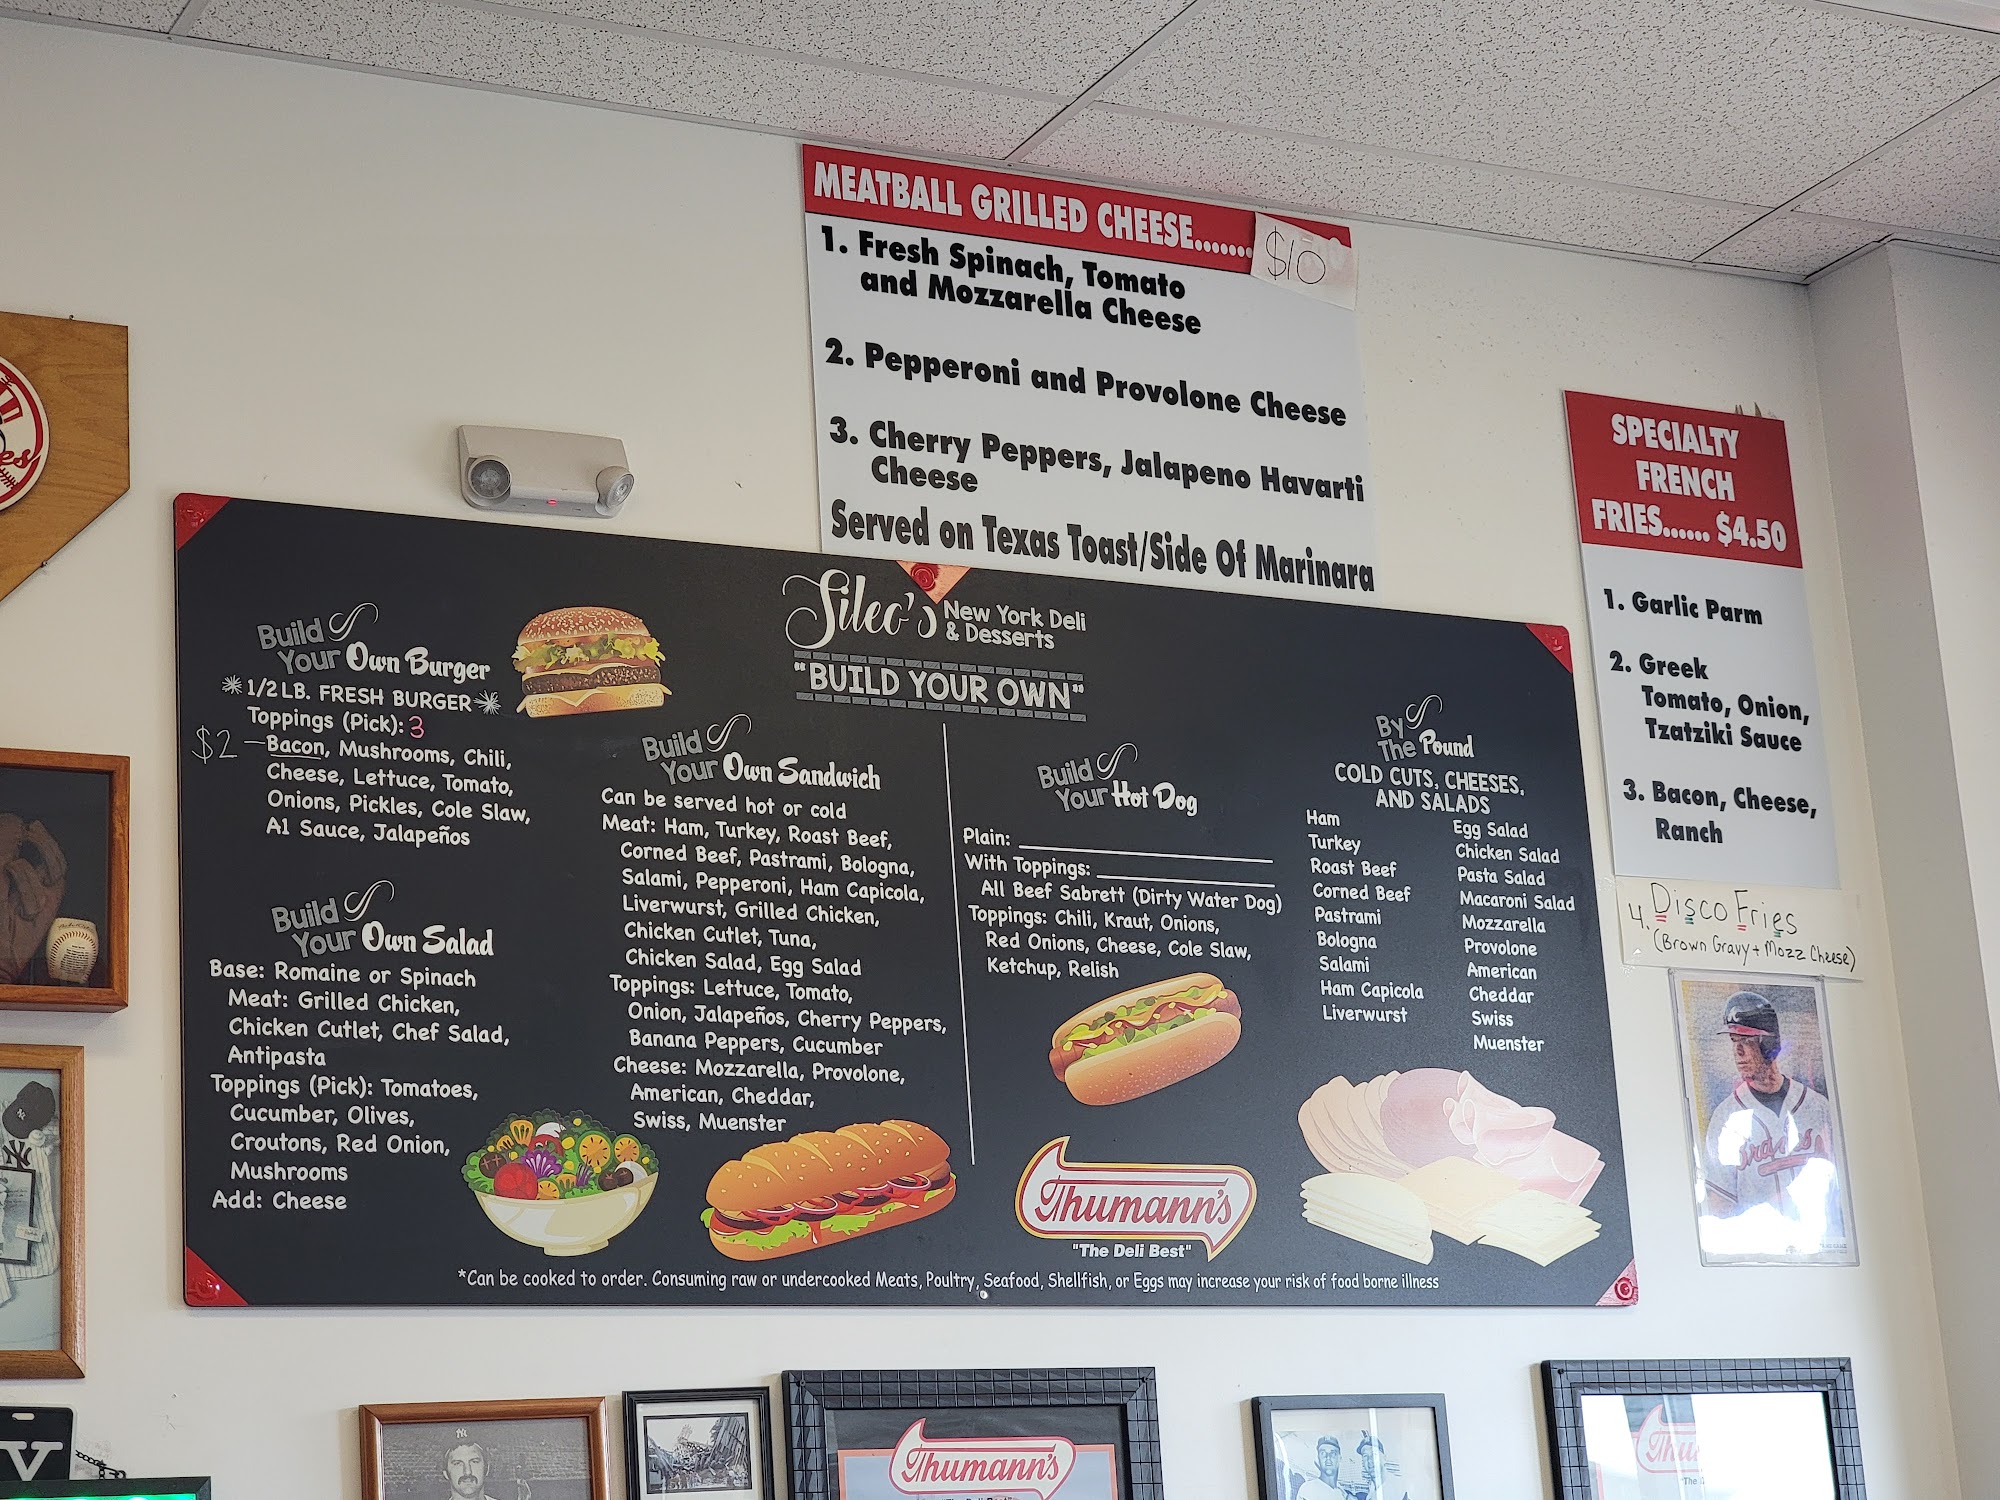 MEATBALL GRILLED CHEESE....... $10
1. Fresh Spinach, Tomato
and Mozzarella Cheese
2. Pepperoni and Provolone Cheese
3. Cherry Peppers, Jalapeno Havarti
Cheese
Served on Texas Toast/Side Of Marinara
SPECIALTY
FRENCH
FRIES...... $4.50
1. Garlic Parm
2. Greek
Tomato, Onion,
Tzatziki Sauce
3. Bacon, Cheese,
Ranch
4. Disco Fries
(Brown Gravy + Mozz Cheese)
Sileo's New York Deli
& Desserts
"BUILD YOUR OWN"
Build
Your Own Burger
1/2 LB. FRESH BURGER
Toppings (Pick): 3
$2 — Bacon, Mushrooms, Chili,
Cheese, Lettuce, Tomato,
Onions, Pickles, Cole Slaw,
A1 Sauce, Jalapeños
Build
Your Own Salad
Base: Romaine or Spinach
Meat: Grilled Chicken,
Chicken Cutlet, Chef Salad,
Antipasta
Toppings (Pick): Tomatoes,
Cucumber, Olives,
Croutons, Red Onion,
Mushrooms
Add: Cheese
Build
Your Own Sandwich
Can be served hot or cold
Meat: Ham, Turkey, Roast Beef,
Corned Beef, Pastrami, Bologna,
Salami, Pepperoni, Ham Capicola,
Liverwurst, Grilled Chicken,
Chicken Cutlet, Tuna,
Chicken Salad, Egg Salad
Toppings: Lettuce, Tomato,
Onion, Jalapeños, Cherry Peppers,
Banana Peppers, Cucumber
Cheese: Mozzarella, Provolone,
American, Cheddar,
Swiss, Muenster
Build
Your Hot Dog
Plain:
With Toppings:
All Beef Sabrett (Dirty Water Dog)
Toppings: Chili, Kraut, Onions,
Red Onions, Cheese, Cole Slaw,
Ketchup, Relish
Thumann's
"The Deli Best"
By
The Pound
COLD CUTS, CHEESES,
AND SALADS
Ham
Turkey
Roast Beef
Corned Beef
Pastrami
Bologna
Salami
Ham Capicola
Liverwurst
Egg Salad
Chicken Salad
Pasta Salad
Macaroni Salad
Mozzarella
Provolone
American
Cheddar
Swiss
Muenster
*Can be cooked to order. Consuming raw or undercooked Meats, Poultry, Seafood, Shellfish, or Eggs may increase your risk of food borne illness
Thumann's